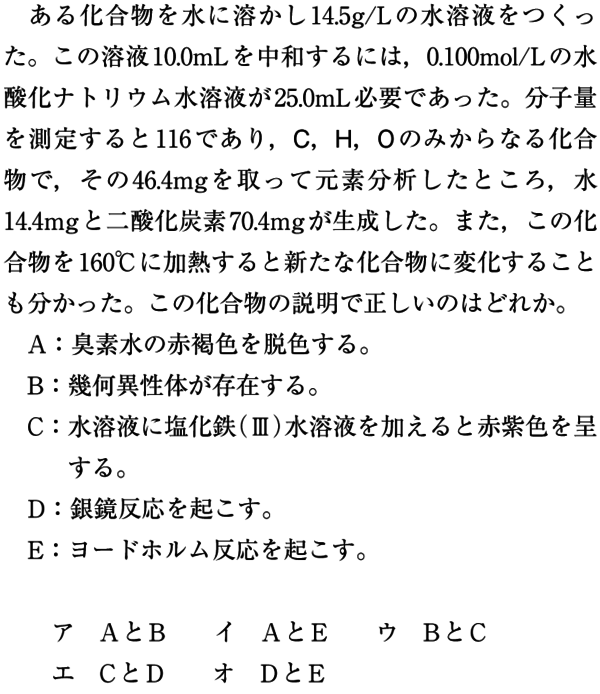 ある化合物を水に溶かし14.5g/Lの水溶液をつくっ
た。この溶液10.0mLを中和するには，0.100mol/Lの水
酸化ナトリウム水溶液が25.0mL必要であった。分子量
を測定すると116であり，C，H，Oのみからなる化合
物で，その46.4mgを取って元素分析したところ，水
14.4mgと二酸化炭素70.4mgが生成した。また，この化
合物を160℃に加熱すると新たな化合物に変化すること
も分かった。この化合物の説明で正しいのはどれか。
A：臭素水の赤褐色を脱色する。
B：幾何異性体が存在する。
C：水溶液に塩化鉄(Ⅲ)水溶液を加えると赤紫色を呈
する。
D：銀鏡反応を起こす。
E：ヨードホルム反応を起こす。
ア　AとB　　イ　AとE　　ウ　BとC
エ　CとD　　オ　DとE